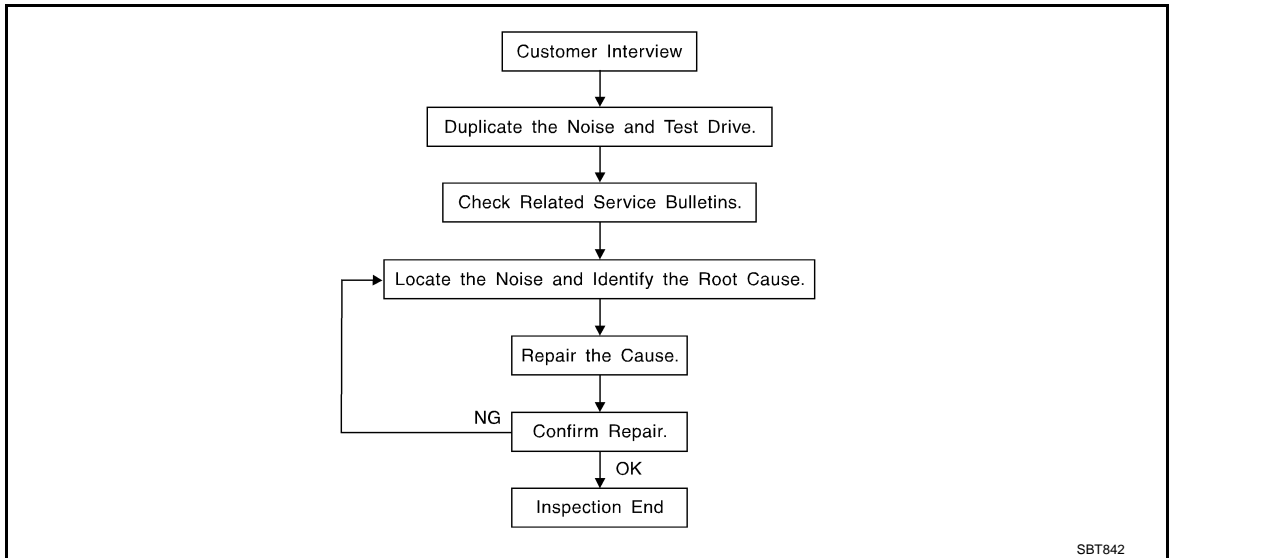 Customer Interview
Duplicate the Noise and Test Drive.
Check Related Service Bulletins.
Locate the Noise and Identify the Root Cause.
Repair the Cause.
NG
Confirm Repair.
OK
Inspection End
SBT842